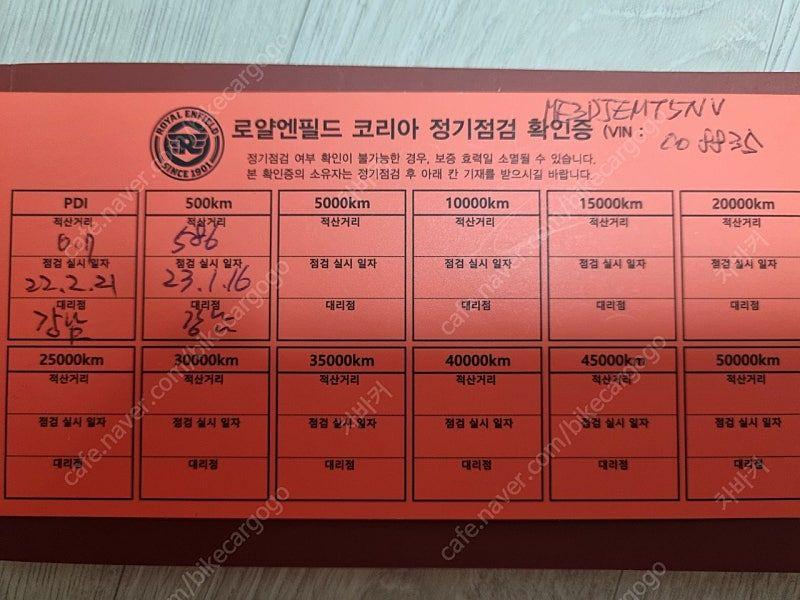 ROYAL ENFIELD
RE
SINCE 1901
로얄엔필드 코리아 정기점검 확인증 (VIN :
ME3DJEMT5NV
008835
정기점검 여부 확인이 불가능한 경우, 보증 효력일 소멸될 수 있습니다.
본 확인증의 소유자는 정기점검 후 아래 칸 기재를 받으시길 바랍니다.
PDI 500km 5000km 10000km 15000km 20000km
적산거리 적산거리 적산거리 적산거리 적산거리 적산거리
586
점검 실시 일자 점검 실시 일자 점검 실시 일자 점검 실시 일자 점검 실시 일자 점검 실시 일자
22.2.21 23.1.16
대리점 대리점 대리점 대리점 대리점 대리점
강남 강남
25000km 30000km 35000km 40000km 45000km 50000km
적산거리 적산거리 적산거리 적산거리 적산거리 적산거리
점검 실시 일자 점검 실시 일자 점검 실시 일자 점검 실시 일자 점검 실시 일자 점검 실시 일자
대리점 대리점 대리점 대리점 대리점 대리점
cafe.naver.com/bikecargogo
차바커